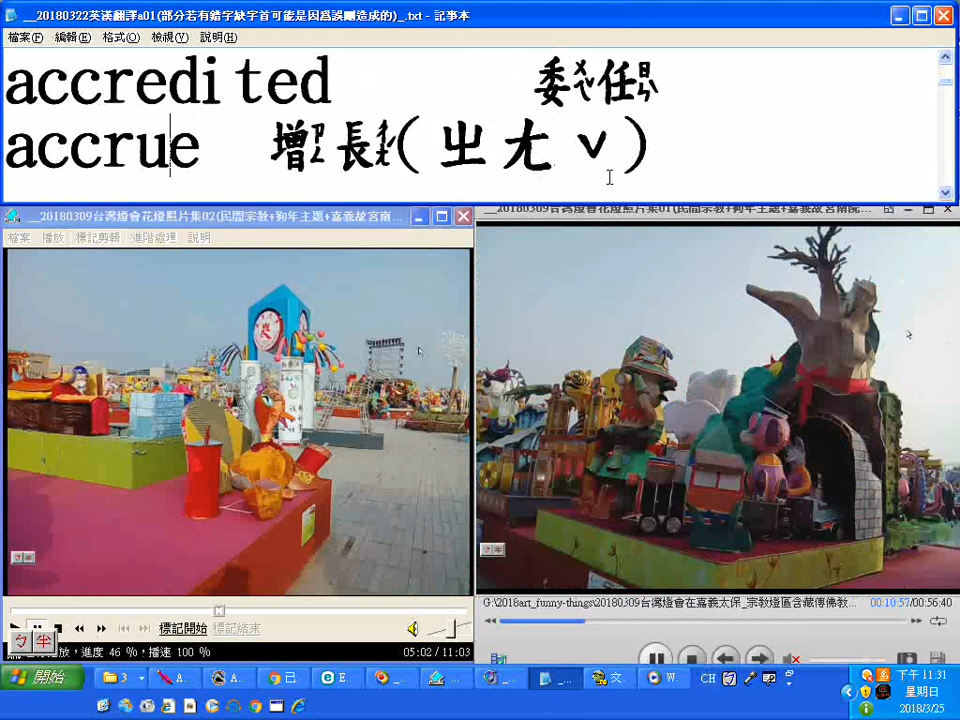 __20180322英漢翻譯a01(部分若有錯字缺字首可能是因爲誤刪造成的)_.txt - 記事本
檔案(F) 編輯(E) 格式(O) 檢視(V) 說明(H)
accredited 委任
accrue 增長(ㄓㄤˇ)
__20180309台灣燈會花燈照片集02(民間宗教+狗年主題+嘉義故宮南...
__20180309台灣燈會花燈照片集01(民間宗教+狗年主題+嘉義故宮南院...
檔案 播放 標記剪輯 進階處理 說明
ㄅ半
ㄅ半
G:\2018art_funny-things\20180309台灣燈會在嘉義太保_宗教燈區含藏傳佛教...
00:10:57/00:56:40
標記開始 標記結束
ㄅ 半
放，進度 46 %，播速 100 %
05:02 / 11:03
開始 3 A. A.. 已 E. _... _... _... _... 文. W CH
下午 11:31
星期日
2018/3/25